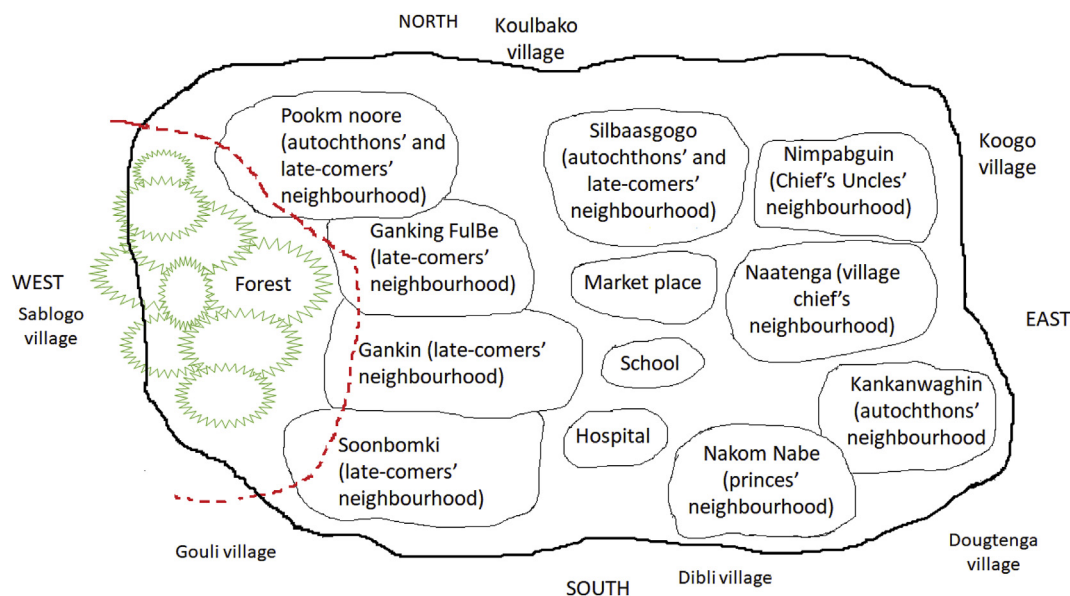 NORTH
Koulbako
village
Pookm noore
(autochthons' and
late-comers'
neighbourhood)
Silbaasgogo
(autochthons' and
late-comers'
neighbourhood)
Nimpabguin
(Chief's Uncles'
neighbourhood)
Koogo
village
Ganking FulBe
(late-comers'
neighbourhood)
WEST
Sablogo
village
Forest
Market place
Naatenga (village
chief's
neighbourhood)
EAST
Gankin (late-comers'
neighbourhood)
School
Kankanwaghin
(autochthons'
neighbourhood
Soonbomki
(late-comers'
neighbourhood)
Hospital
Nakom Nabe
(princes'
neighbourhood)
Gouli village
SOUTH
Dibli village
Dougtenga
village